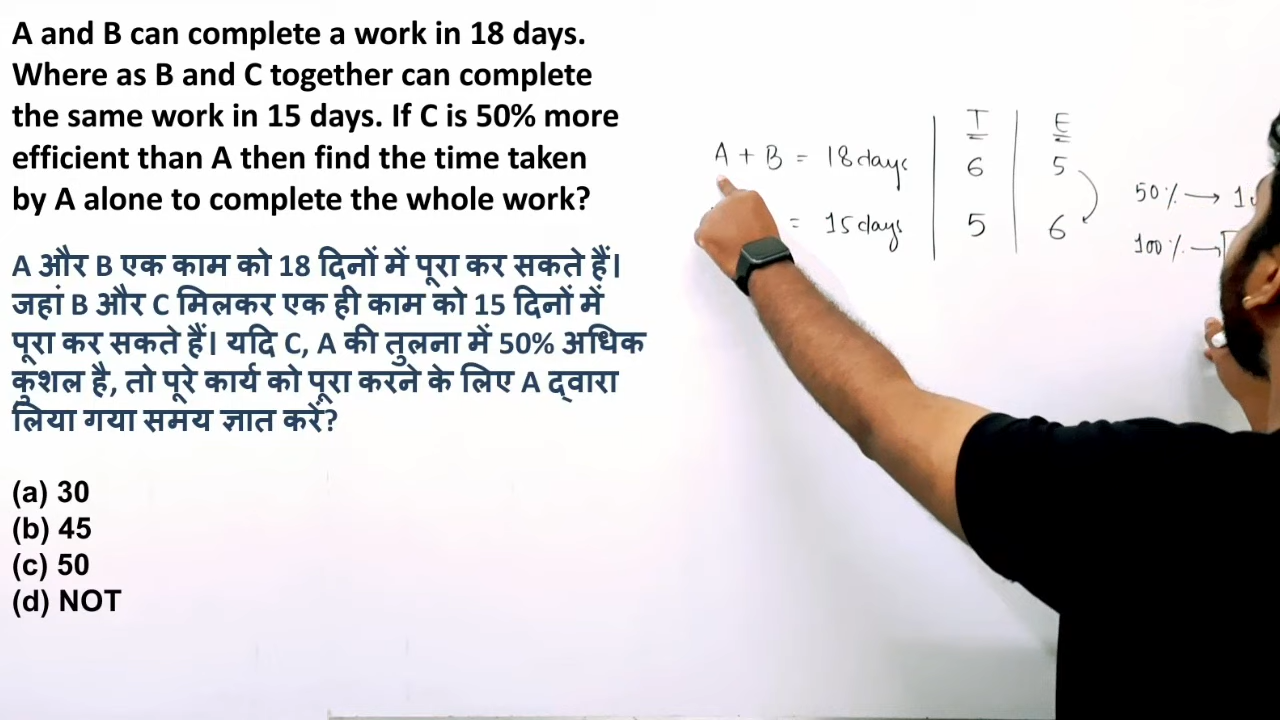 A and B can complete a work in 18 days.
Where as B and C together can complete
the same work in 15 days. If C is 50% more
efficient than A then find the time taken
by A alone to complete the whole work?
A और B एक काम को 18 दिनों में पूरा कर सकते हैं।
जहां B और C मिलकर एक ही काम को 15 दिनों में
पूरा कर सकते हैं। यदि C, A की तुलना में 50% अधिक
कुशल है, तो पूरे कार्य को पूरा करने के लिए A द्वारा
लिया गया समय ज्ञात करें?
(a) 30
(b) 45
(c) 50
(d) NOT
T E
A + B = 18 days 6 5
= 15 days 5 6
50% → 1
100% →